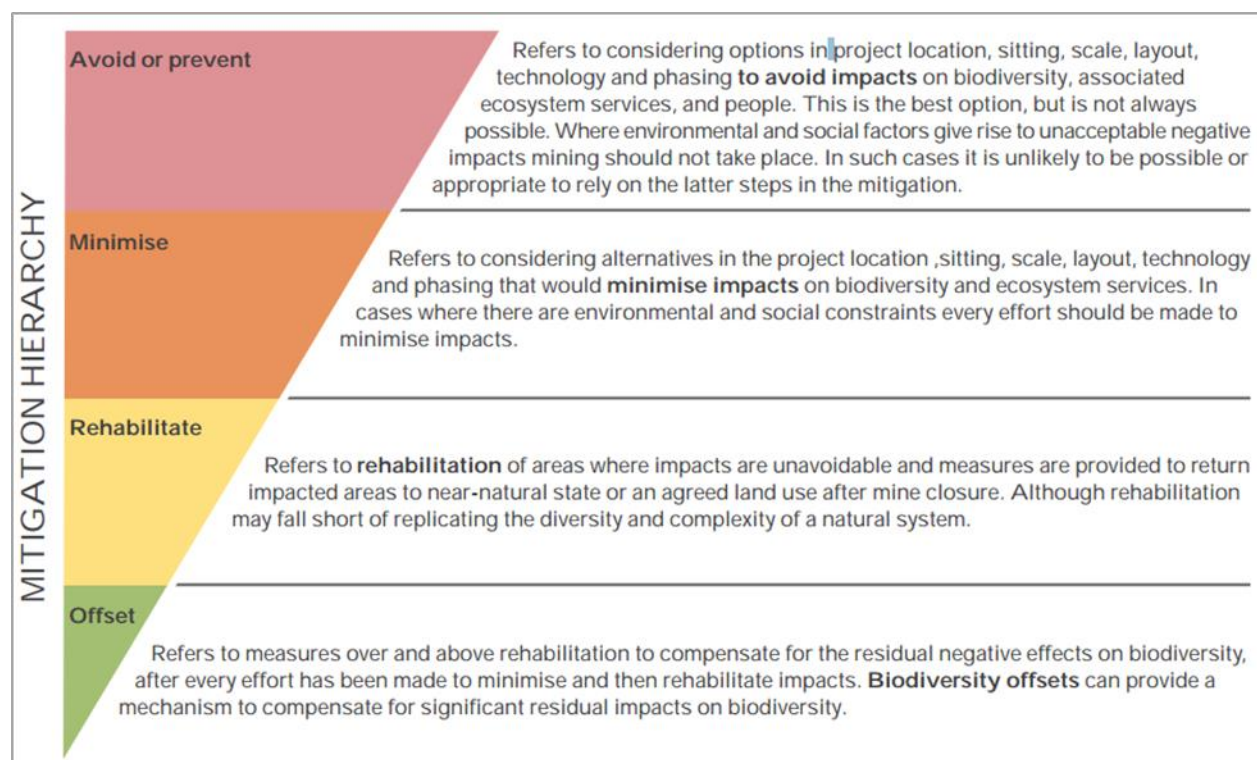 MITIGATION HIERARCHY
Avoid or prevent
Refers to considering options in project location, sitting, scale, layout,
technology and phasing to avoid impacts on biodiversity, associated
ecosystem services, and people. This is the best option, but is not always
possible. Where environmental and social factors give rise to unacceptable negative
impacts mining should not take place. In such cases it is unlikely to be possible or
appropriate to rely on the latter steps in the mitigation.
Minimise
Refers to considering alternatives in the project location ,sitting, scale, layout, technology
and phasing that would minimise impacts on biodiversity and ecosystem services. In
cases where there are environmental and social constraints every effort should be made to
minimise impacts.
Rehabilitate
Refers to rehabilitation of areas where impacts are unavoidable and measures are provided to return
impacted areas to near-natural state or an agreed land use after mine closure. Although rehabilitation
may fall short of replicating the diversity and complexity of a natural system.
Offset
Refers to measures over and above rehabilitation to compensate for the residual negative effects on biodiversity,
after every effort has been made to minimise and then rehabilitate impacts. Biodiversity offsets can provide a
mechanism to compensate for significant residual impacts on biodiversity.